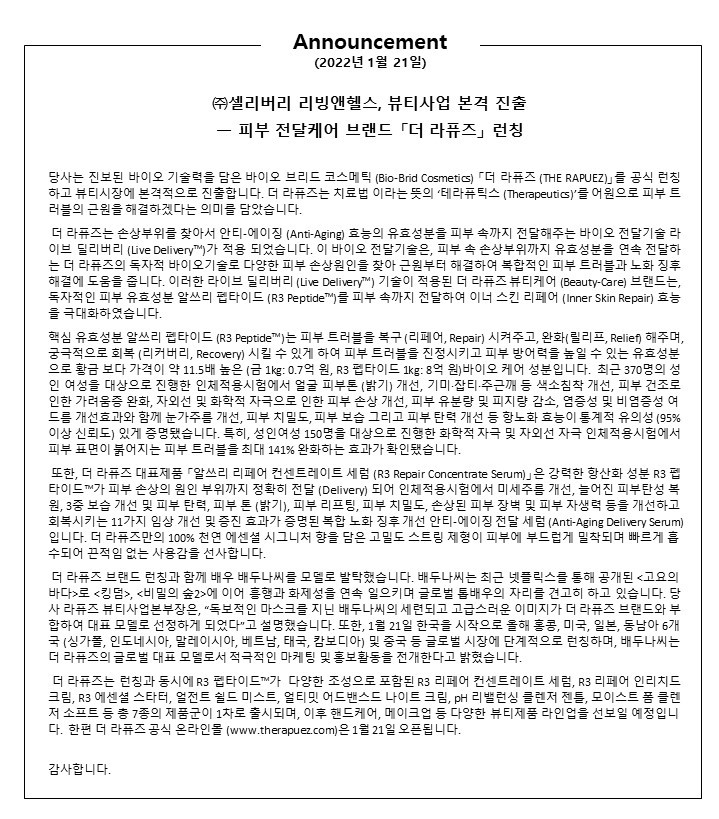 Announcement
(2022년 1월 21일)
㈜셀리버리 리빙앤헬스, 뷰티사업 본격 진출
― 피부 전달케어 브랜드 「더 라퓨즈」 런칭
당사는 진보된 바이오 기술력을 담은 바이오 브리드 코스메틱 (Bio-Brid Cosmetics) 「더 라퓨즈 (THE RAPUEZ)」를 공식 런칭
하고 뷰티시장에 본격적으로 진출합니다. 더 라퓨즈는 치료법 이라는 뜻의 ‘테라퓨틱스 (Therapeutics)’를 어원으로 피부 트
러블의 근원을 해결하겠다는 의미를 담았습니다.
더 라퓨즈는 손상부위를 찾아서 안티-에이징 (Anti-Aging) 효능의 유효성분을 피부 속까지 전달해주는 바이오 전달기술 라
이브 딜리버리 (Live Delivery™)가 적용 되었습니다. 이 바이오 전달기술은, 피부 속 손상부위까지 유효성분을 연속 전달하
는 더 라퓨즈의 독자적 바이오기술로 다양한 피부 손상원인을 찾아 근원부터 해결하여 복합적인 피부 트러블과 노화 징후
해결에 도움을 줍니다. 이러한 라이브 딜리버리 (Live Delivery™) 기술이 적용된 더 라퓨즈 뷰티케어 (Beauty-Care) 브랜드는,
독자적인 피부 유효성분 알쓰리 펩타이드 (R3 Peptide™)를 피부 속까지 전달하여 이너 스킨 리페어 (Inner Skin Repair) 효능
을 극대화하였습니다.
핵심 유효성분 알쓰리 펩타이드 (R3 Peptide™)는 피부 트러블을 복구 (리페어, Repair) 시켜주고, 완화(릴리프, Relief) 해주며,
궁극적으로 회복 (리커버리, Recovery) 시킬 수 있게 하여 피부 트러블을 진정시키고 피부 방어력을 높일 수 있는 유효성분
으로 황금 보다 가격이 약 11.5배 높은 (금 1kg: 0.7억 원, R3 펩타이드 1kg: 8억 원)바이오 케어 성분입니다. 최근 370명의 성
인 여성을 대상으로 진행한 인체적용시험에서 얼굴 피부톤 (밝기) 개선, 기미·잡티·주근깨 등 색소침착 개선, 피부 건조로
인한 가려움증 완화, 자외선 및 화학적 자극으로 인한 피부 손상 개선, 피부 유분량 및 피지량 감소, 염증성 및 비염증성 여
드름 개선효과와 함께 눈가주름 개선, 피부 치밀도, 피부 보습 그리고 피부 탄력 개선 등 항노화 효능이 통계적 유의성 (95%
이상 신뢰도) 있게 증명됐습니다. 특히, 성인여성 150명을 대상으로 진행한 화학적 자극 및 자외선 자극 인체적용시험에서
피부 표면이 붉어지는 피부 트러블을 최대 141% 완화하는 효과가 확인됐습니다.
또한, 더 라퓨즈 대표제품 「알쓰리 리페어 컨센트레이트 세럼 (R3 Repair Concentrate Serum)」은 강력한 항산화 성분 R3 펩
타이드™가 피부 손상의 원인 부위까지 정확히 전달 (Delivery) 되어 인체적용시험에서 미세주름 개선, 늘어진 피부탄성 복
원, 3중 보습 개선 및 피부 탄력, 피부 톤 (밝기), 피부 리프팅, 피부 치밀도, 손상된 피부 장벽 및 피부 자생력 등을 개선하고
회복시키는 11가지 임상 개선 및 증진 효과가 증명된 복합 노화 징후 개선 안티-에이징 전달 세럼 (Anti-Aging Delivery Serum)
입니다. 더 라퓨즈만의 100% 천연 에센셜 시그니처 향을 담은 고밀도 스트링 제형이 피부에 부드럽게 밀착되며 빠르게 흡
수되어 끈적임 없는 사용감을 선사합니다.
더 라퓨즈 브랜드 런칭과 함께 배우 배두나씨를 모델로 발탁했습니다. 배두나씨는 최근 넷플릭스를 통해 공개된 <고요의
바다>로 <킹덤>, <비밀의 숲2>에 이어 흥행과 화제성을 연속 일으키며 글로벌 톱배우의 자리를 견고히 하고 있습니다. 당
사 라퓨즈 뷰티사업본부장은, “독보적인 마스크를 지닌 배두나씨의 세련되고 고급스러운 이미지가 더 라퓨즈 브랜드와 부
합하여 대표 모델로 선정하게 되었다”고 설명했습니다. 또한, 1월 21일 한국을 시작으로 올해 홍콩, 미국, 일본, 동남아 6개
국 (싱가폴, 인도네시아, 말레이시아, 베트남, 태국, 캄보디아) 및 중국 등 글로벌 시장에 단계적으로 런칭하며, 배두나씨는
더 라퓨즈의 글로벌 대표 모델로서 적극적인 마케팅 및 홍보활동을 전개한다고 밝혔습니다.
더 라퓨즈는 런칭과 동시에 R3 펩타이드™가 다양한 조성으로 포함된 R3 리페어 컨센트레이트 세럼, R3 리페어 인리치드
크림, R3 에센셜 스타터, 얼전트 쉴드 미스트, 얼티밋 어드밴스드 나이트 크림, pH 리밸런싱 클렌저 젠틀, 모이스트 폼 클렌
저 소프트 등 총 7종의 제품군이 1차로 출시되며, 이후 핸드케어, 메이크업 등 다양한 뷰티제품 라인업을 선보일 예정입니
다. 한편 더 라퓨즈 공식 온라인몰 (www.therapuez.com)은 1월 21일 오픈됩니다.
감사합니다.